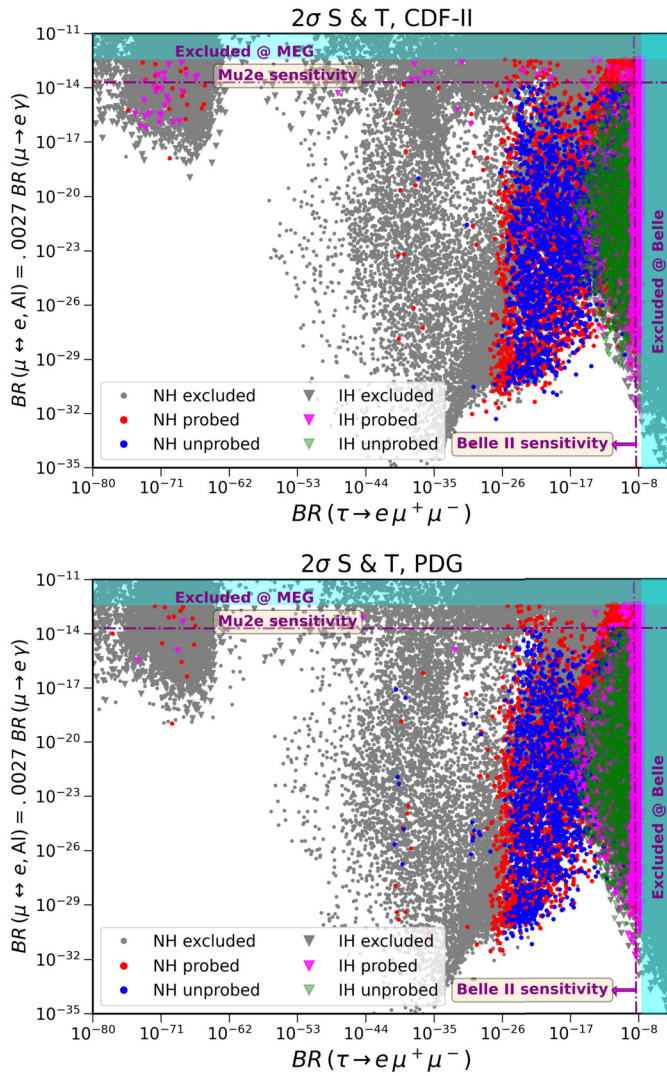 2σ S & T, CDF-II
10⁻¹¹
10⁻¹⁴
10⁻¹⁷
10⁻²⁰
10⁻²³
10⁻²⁶
10⁻²⁹
10⁻³²
10⁻³⁵
BR (μ ↔ e, Al) = .0027 BR (μ → e γ)
Excluded @ MEG
Mu2e sensitivity
Excluded @ Belle
NH excluded
NH probed
NH unprobed
IH excluded
IH probed
IH unprobed
Belle II sensitivity
10⁻⁸⁰ 10⁻⁷¹ 10⁻⁶² 10⁻⁵³ 10⁻⁴⁴ 10⁻³⁵ 10⁻²⁶ 10⁻¹⁷ 10⁻⁸
BR (τ → e μ⁺ μ⁻)
2σ S & T, PDG
10⁻¹¹
10⁻¹⁴
10⁻¹⁷
10⁻²⁰
10⁻²³
10⁻²⁶
10⁻²⁹
10⁻³²
10⁻³⁵
BR (μ ↔ e, Al) = .0027 BR (μ → e γ)
Excluded @ MEG
Mu2e sensitivity
Excluded @ Belle
NH excluded
NH probed
NH unprobed
IH excluded
IH probed
IH unprobed
Belle II sensitivity
10⁻⁸⁰ 10⁻⁷¹ 10⁻⁶² 10⁻⁵³ 10⁻⁴⁴ 10⁻³⁵ 10⁻²⁶ 10⁻¹⁷ 10⁻⁸
BR (τ → e μ⁺ μ⁻)